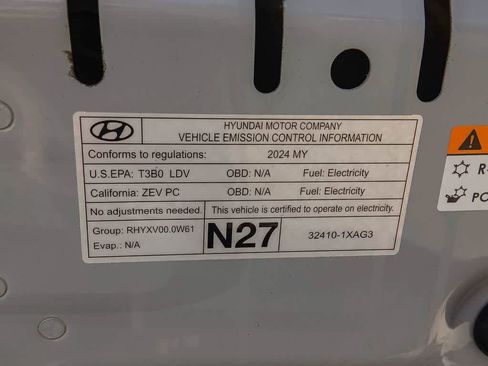 HYUNDAI MOTOR COMPANY
VEHICLE EMISSION CONTROL INFORMATION
Conforms to regulations: 2024 MY
U.S.EPA: T3B0 LDV OBD: N/A Fuel: Electricity
California: ZEV PC OBD: N/A Fuel: Electricity
No adjustments needed. This vehicle is certified to operate on electricity.
Group: RHYXV00.0W61
Evap.: N/A
N27
32410-1XAG3
R-
PO